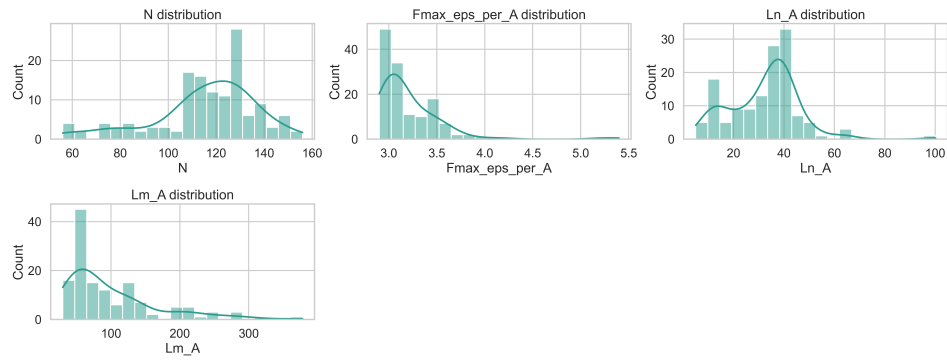 N distribution
Count
20
10
0
60 80 100 120 140 160
N
Fmax_eps_per_A distribution
Count
40
20
0
3.0 3.5 4.0 4.5 5.0 5.5
Fmax_eps_per_A
Ln_A distribution
Count
30
20
10
0
20 40 60 80 100
Ln_A
Lm_A distribution
Count
40
20
0
100 200 300
Lm_A